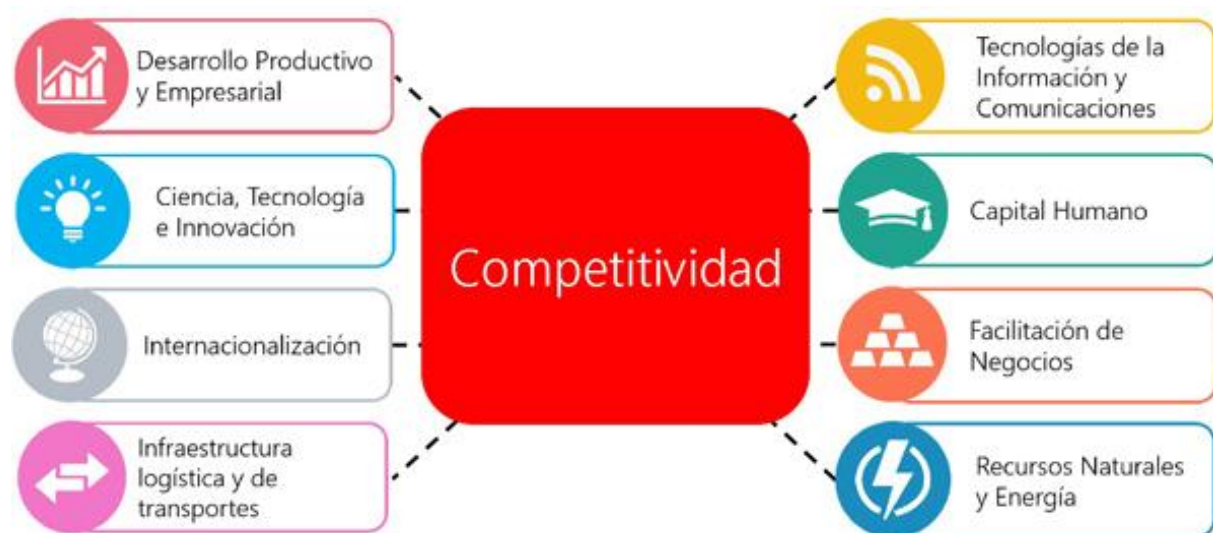 Desarrollo Productivo
y Empresarial
Ciencia, Tecnología
e Innovación
Internacionalización
Infraestructura
logística y de
transportes
Competitividad
Tecnologías de la
Información y
Comunicaciones
Capital Humano
Facilitación de
Negocios
Recursos Naturales
y Energía